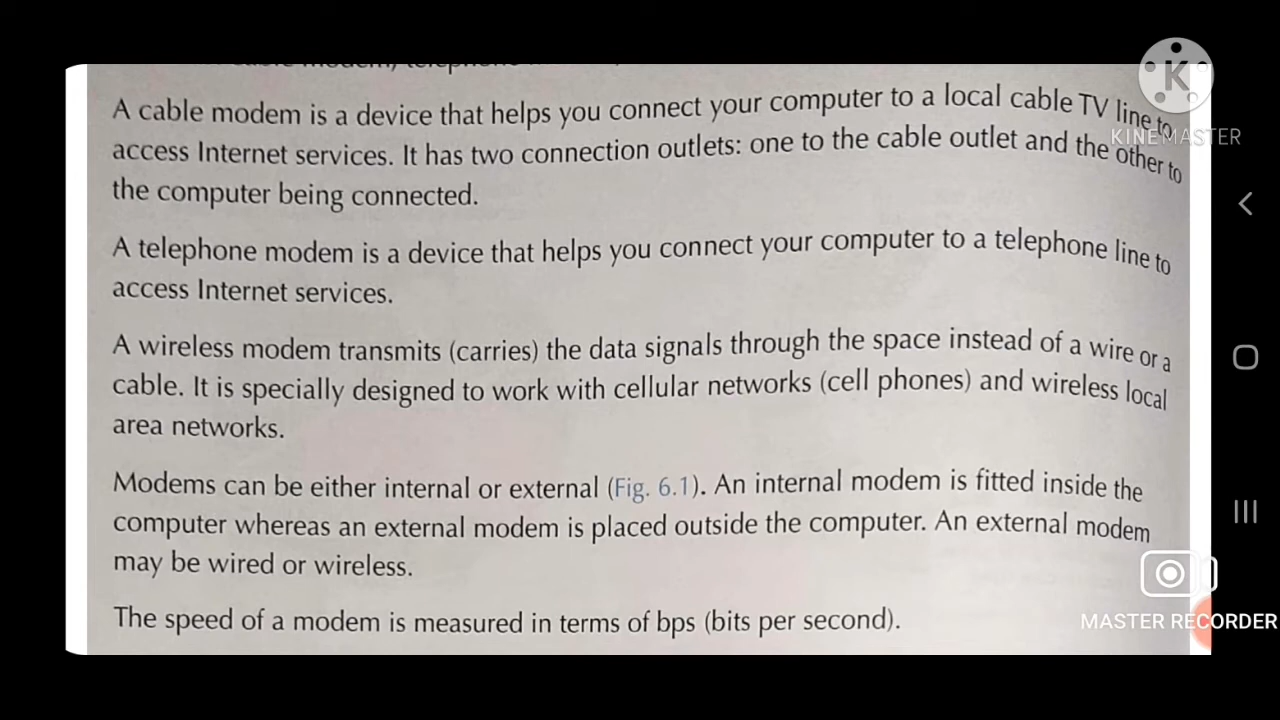 A cable modem is a device that helps you connect your computer to a local cable TV line to
access Internet services. It has two connection outlets: one to the cable outlet and the other to
the computer being connected.
A telephone modem is a device that helps you connect your computer to a telephone line to
access Internet services.
A wireless modem transmits (carries) the data signals through the space instead of a wire or a
cable. It is specially designed to work with cellular networks (cell phones) and wireless local
area networks.
Modems can be either internal or external (Fig. 6.1). An internal modem is fitted inside the
computer whereas an external modem is placed outside the computer. An external modem
may be wired or wireless.
The speed of a modem is measured in terms of bps (bits per second).
K
KINEMASTER
MASTER RECORDER